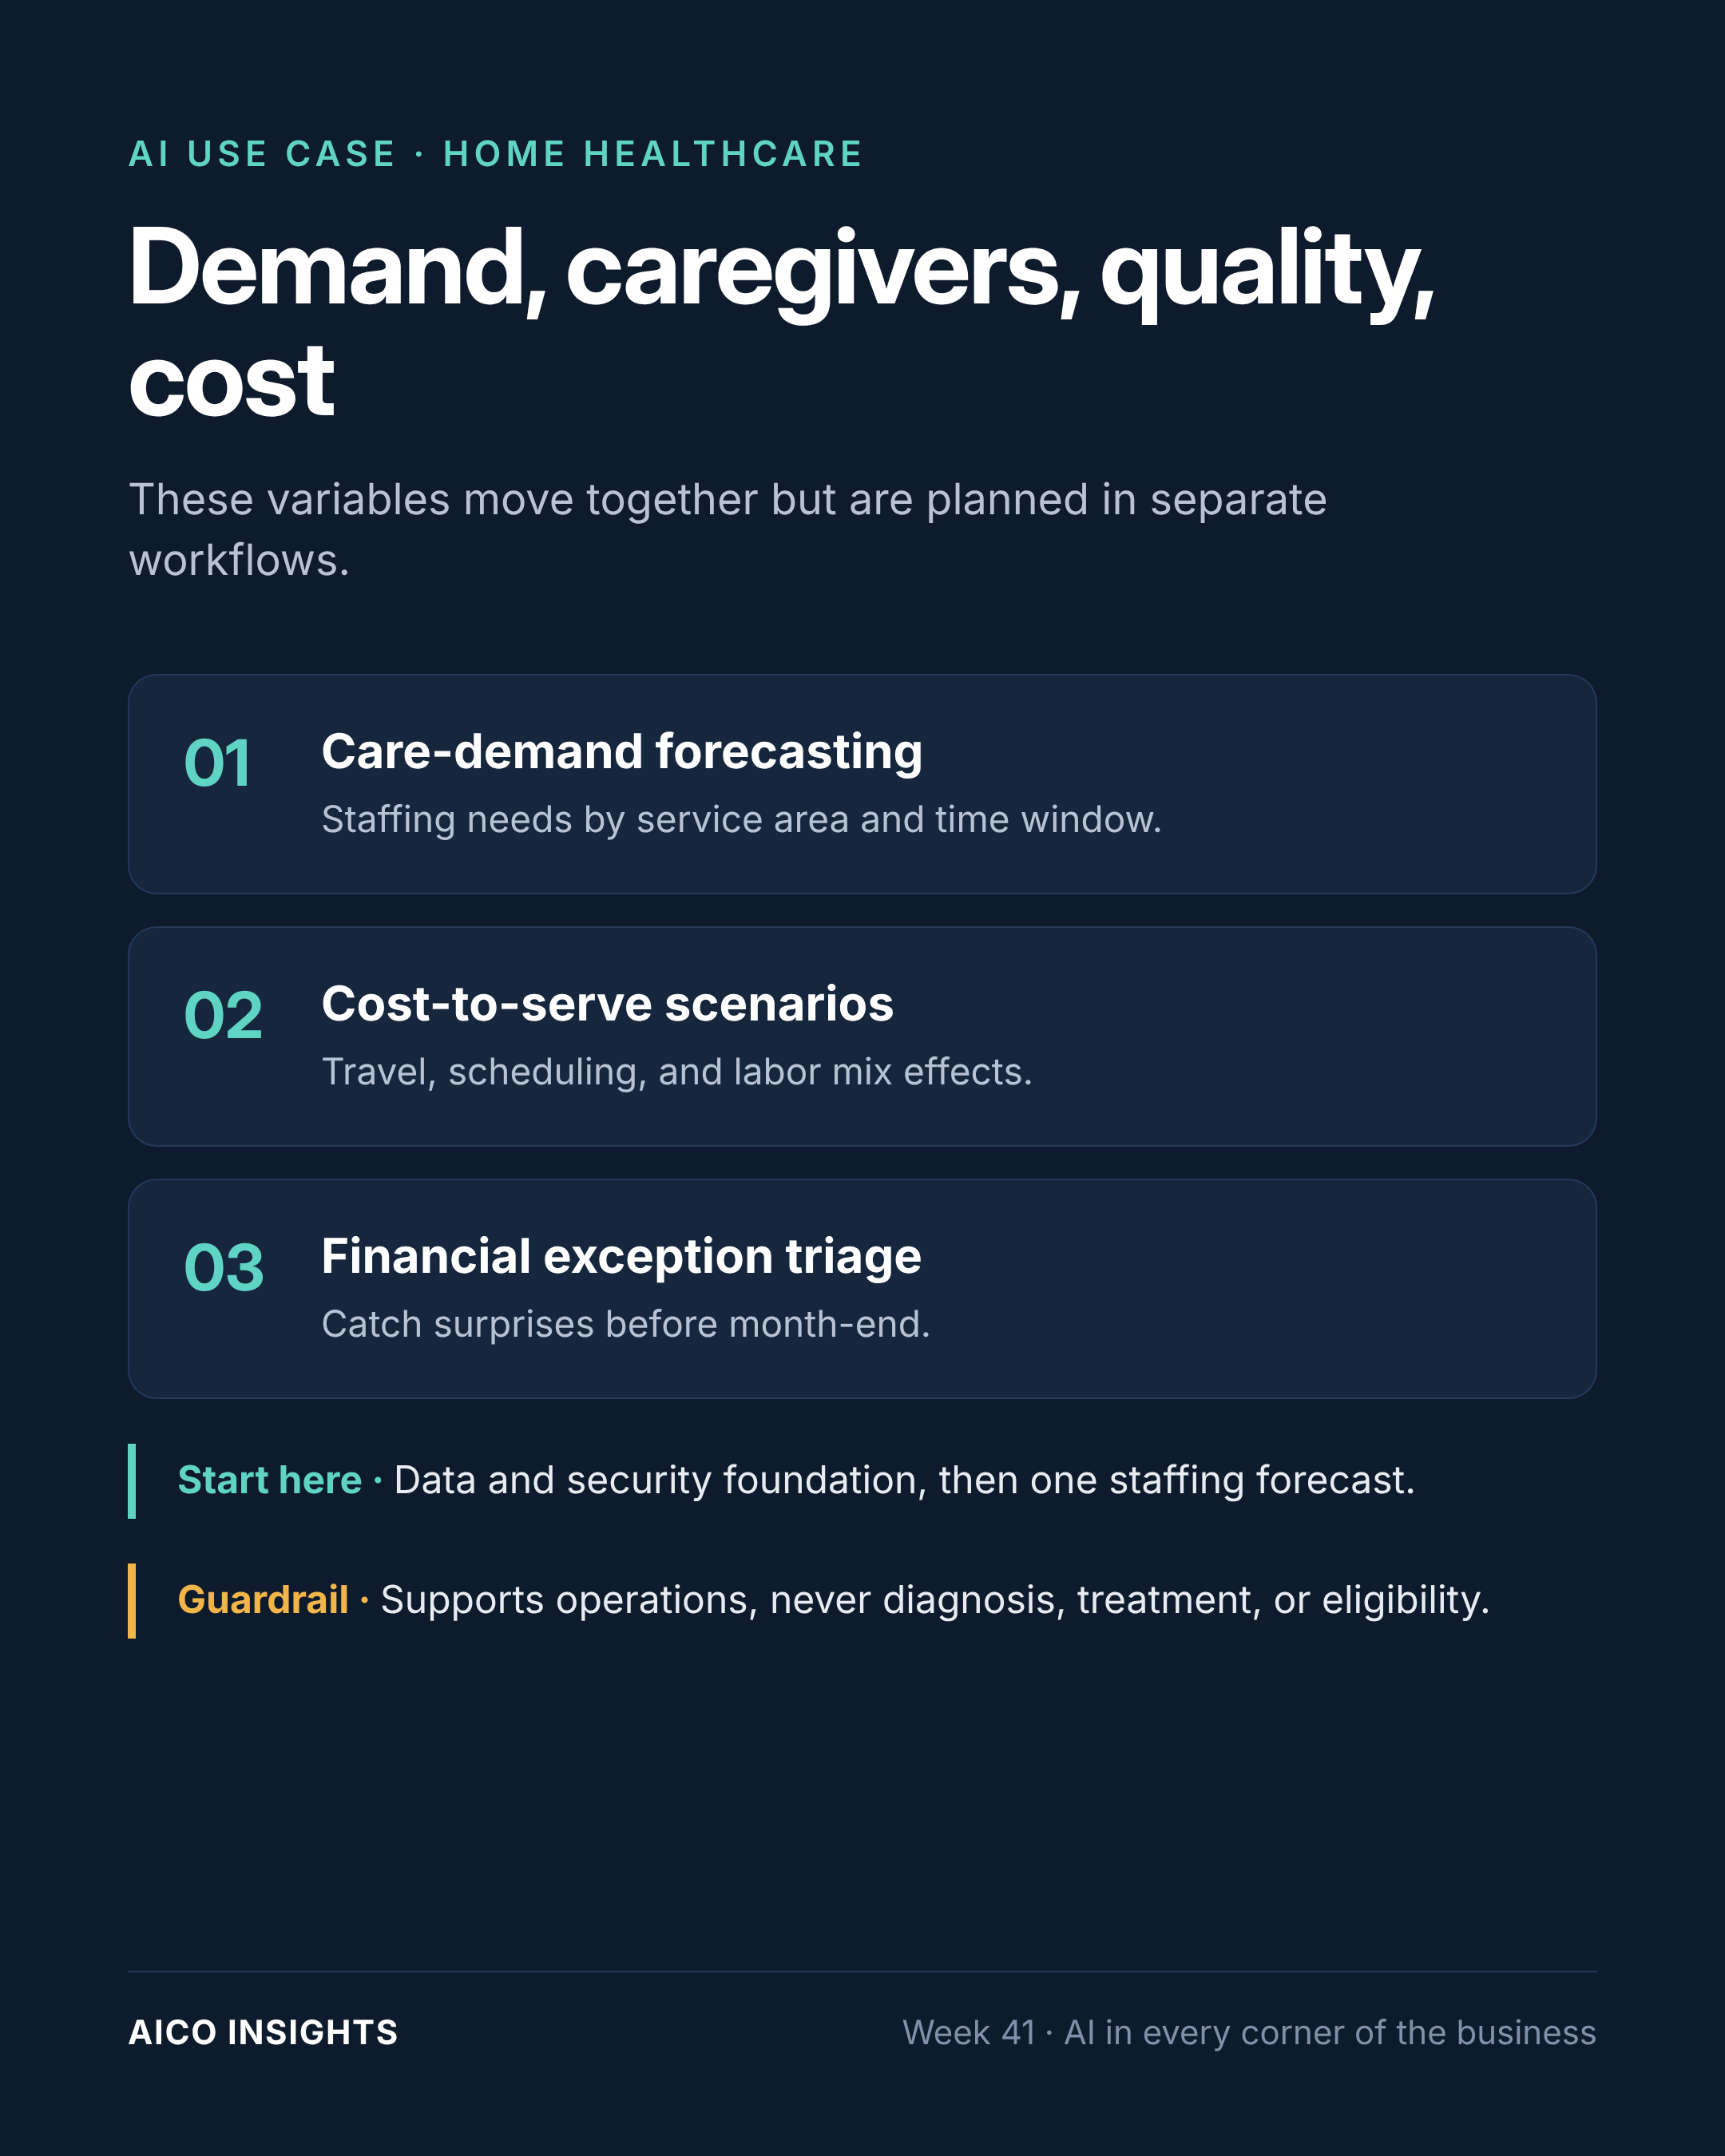 AI USE CASE · HOME HEALTHCARE
Demand, caregivers, quality,
cost
These variables move together but are planned in separate
workflows.
01
Care-demand forecasting
Staffing needs by service area and time window.
02
Cost-to-serve scenarios
Travel, scheduling, and labor mix effects.
03
Financial exception triage
Catch surprises before month-end.
Start here · Data and security foundation, then one staffing forecast.
Guardrail · Supports operations, never diagnosis, treatment, or eligibility.
AICO INSIGHTS
Week 41 · AI in every corner of the business